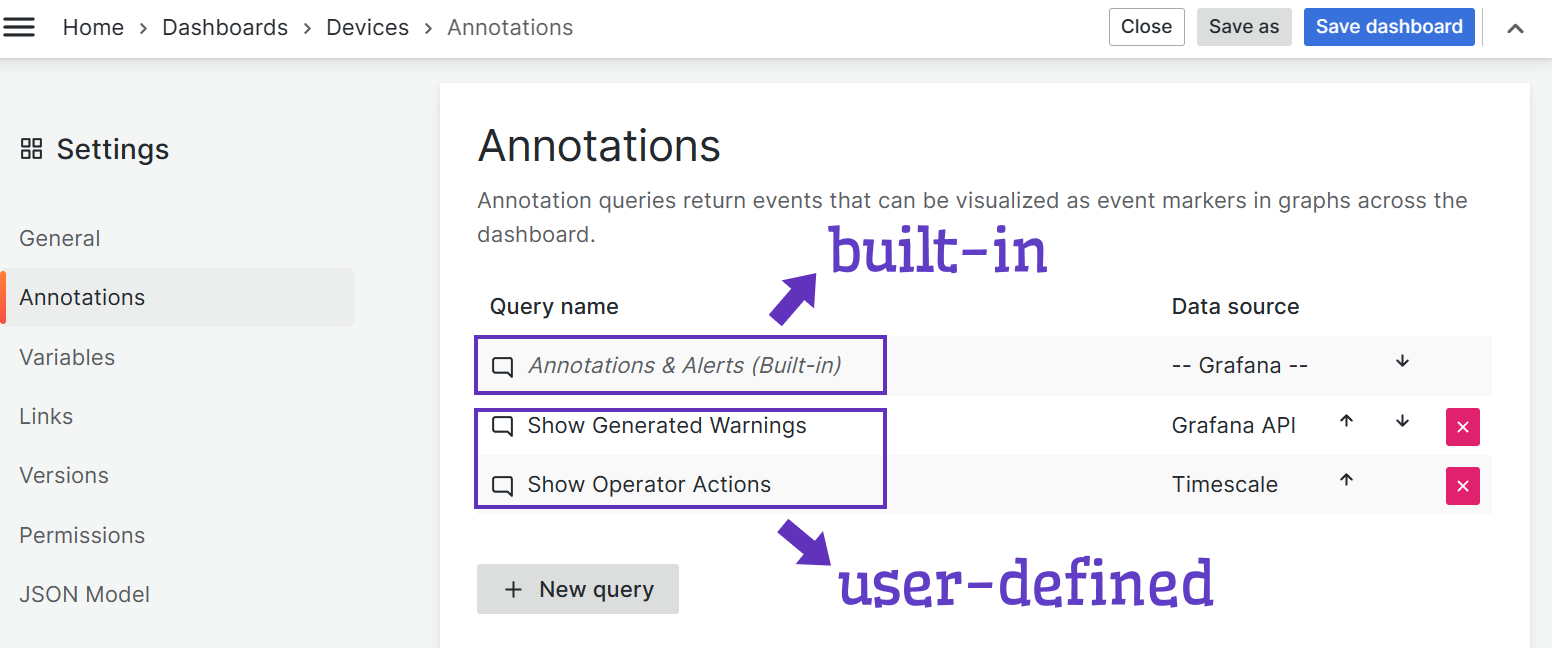 Home › Dashboards › Devices › Annotations
Close
Save as
Save dashboard
Settings
General
Annotations
Variables
Links
Versions
Permissions
JSON Model
Annotations
Annotation queries return events that can be visualized as event markers in graphs across the
dashboard.
built-in
Query name Data source
Annotations & Alerts (Built-in) -- Grafana --
Show Generated Warnings Grafana API
Show Operator Actions Timescale
user-defined
+ New query